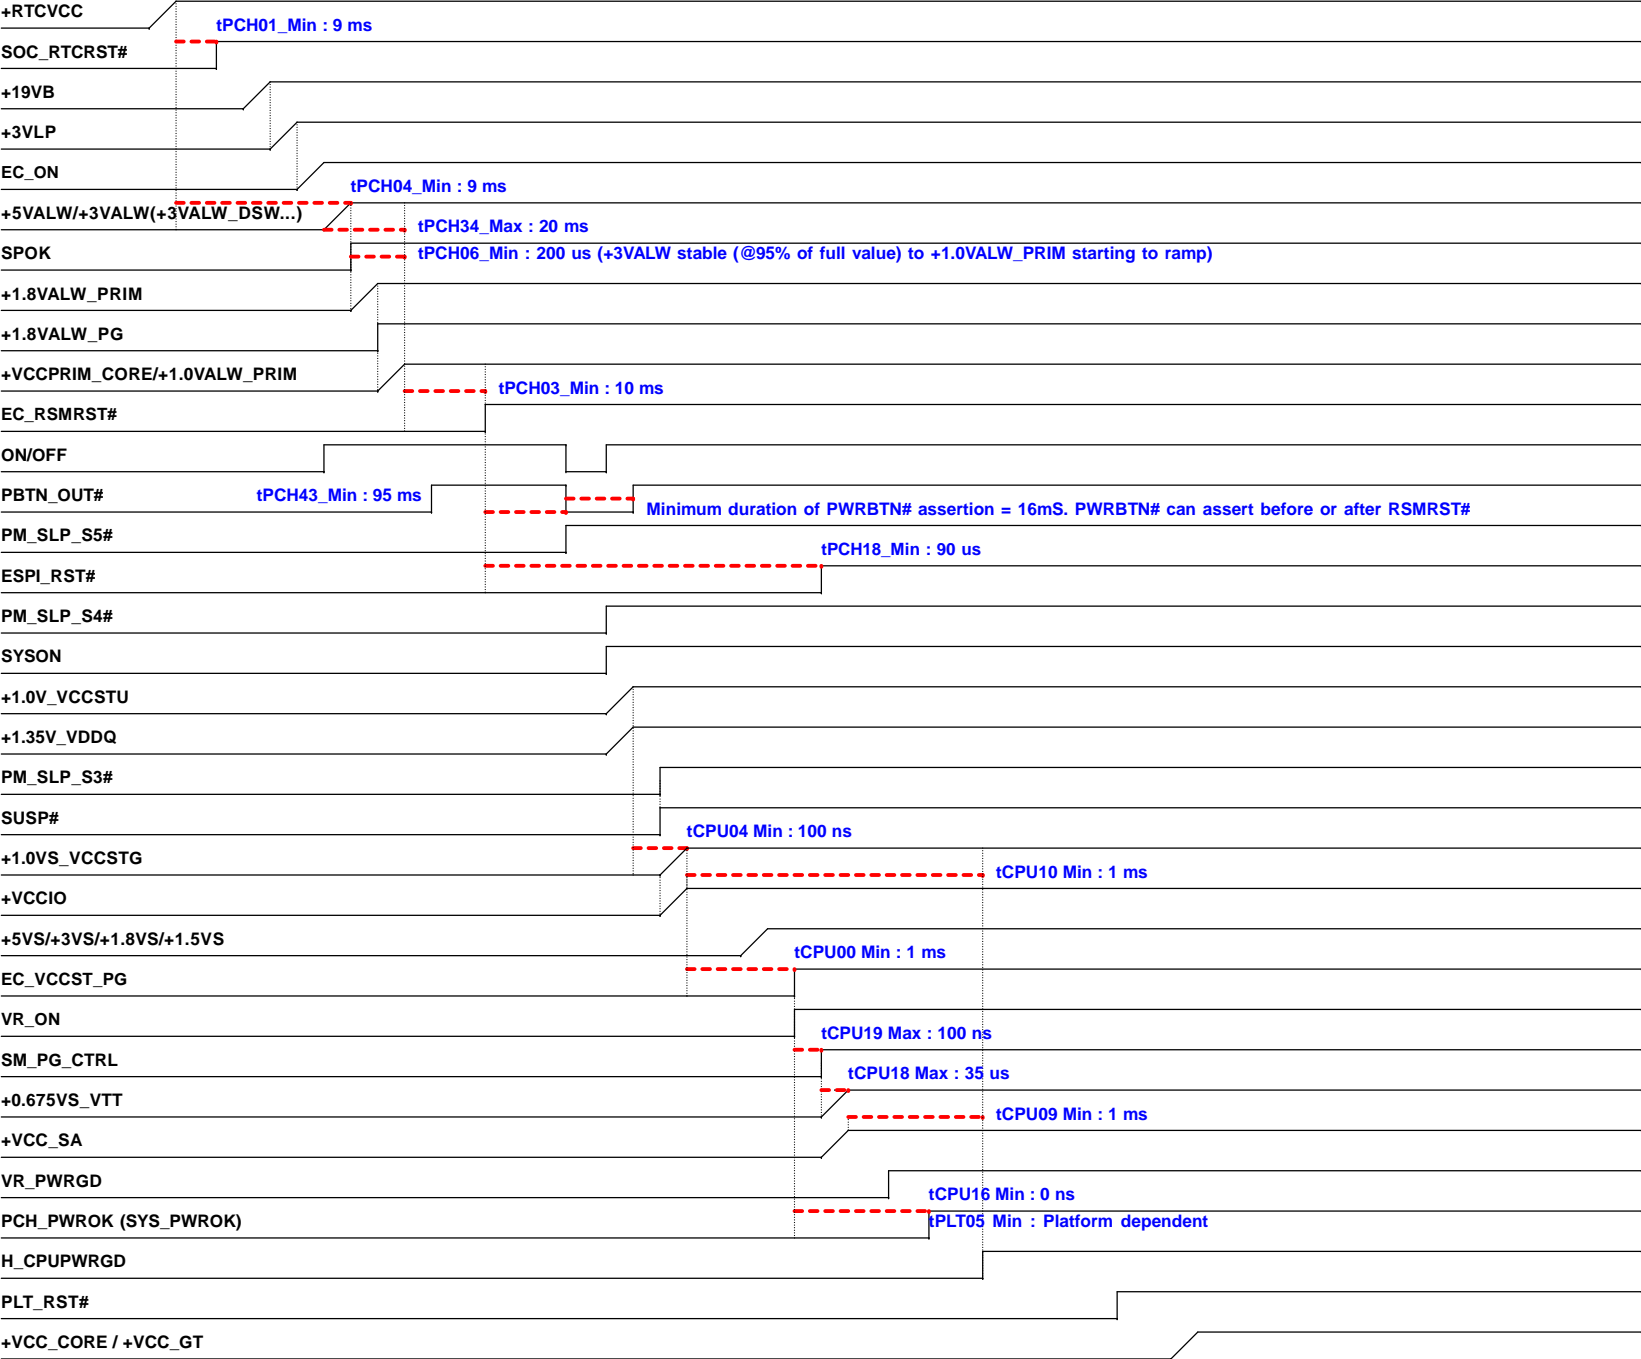 +RTCVCC
tPCH01_Min : 9 ms
SOC_RTCRST#
+19VB
+3VLP
EC_ON
tPCH04_Min : 9 ms
+5VALW/+3VALW(+3VALW_DSW...)
tPCH34_Max : 20 ms
SPOK
tPCH06_Min : 200 us (+3VALW stable (@95% of full value) to +1.0VALW_PRIM starting to ramp)
+1.8VALW_PRIM
+1.8VALW_PG
+VCCPRIM_CORE/+1.0VALW_PRIM
tPCH03_Min : 10 ms
EC_RSMRST#
ON/OFF
PBTN_OUT#
tPCH43_Min : 95 ms
Minimum duration of PWRBTN# assertion = 16mS. PWRBTN# can assert before or after RSMRST#
PM_SLP_S5#
tPCH18_Min : 90 us
ESPI_RST#
PM_SLP_S4#
SYSON
+1.0V_VCCSTU
+1.35V_VDDQ
PM_SLP_S3#
SUSP#
tCPU04 Min : 100 ns
+1.0VS_VCCSTG
tCPU10 Min : 1 ms
+VCCIO
+5VS/+3VS/+1.8VS/+1.5VS
tCPU00 Min : 1 ms
EC_VCCST_PG
VR_ON
tCPU19 Max : 100 ns
SM_PG_CTRL
tCPU18 Max : 35 us
+0.675VS_VTT
tCPU09 Min : 1 ms
+VCC_SA
VR_PWRGD
tCPU16 Min : 0 ns
PCH_PWROK (SYS_PWROK)
tPLT05 Min : Platform dependent
H_CPUPWRGD
PLT_RST#
+VCC_CORE / +VCC_GT